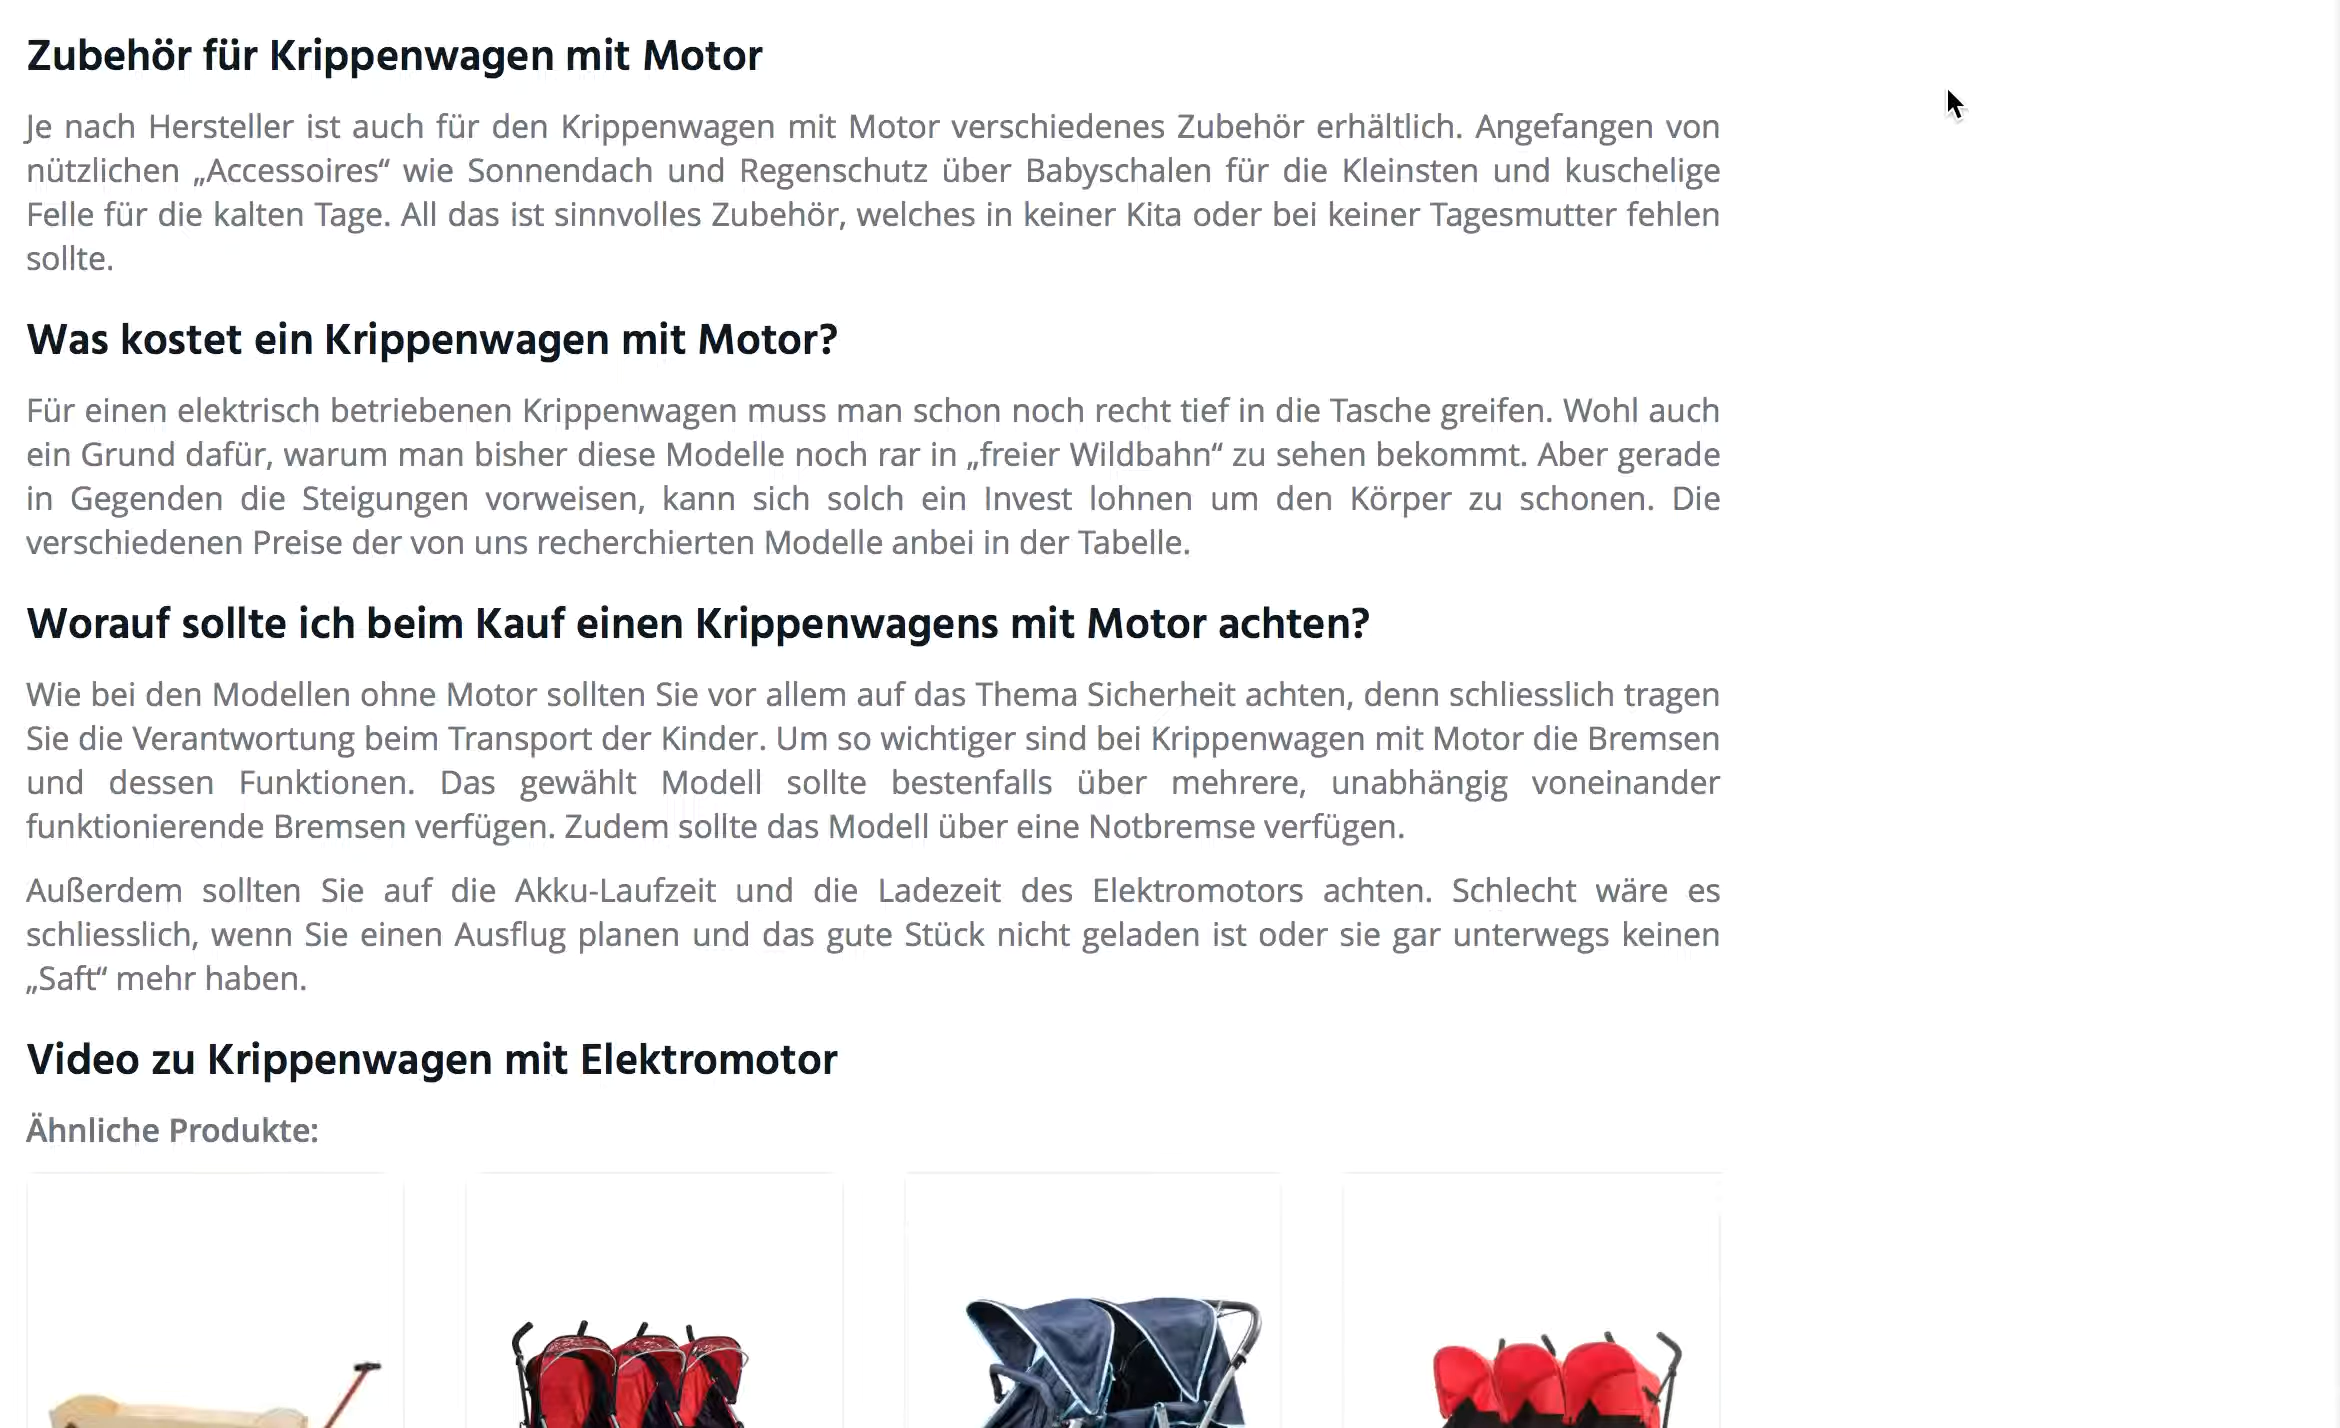 Zubehör für Krippenwagen mit Motor
Je nach Hersteller ist auch für den Krippenwagen mit Motor verschiedenes Zubehör erhältlich. Angefangen von
nützlichen „Accessoires“ wie Sonnendach und Regenschutz über Babyschalen für die Kleinsten und kuschelige
Felle für die kalten Tage. All das ist sinnvolles Zubehör, welches in keiner Kita oder bei keiner Tagesmutter fehlen
sollte.
Was kostet ein Krippenwagen mit Motor?
Für einen elektrisch betriebenen Krippenwagen muss man schon noch recht tief in die Tasche greifen. Wohl auch
ein Grund dafür, warum man bisher diese Modelle noch rar in „freier Wildbahn“ zu sehen bekommt. Aber gerade
in Gegenden die Steigungen vorweisen, kann sich solch ein Invest lohnen um den Körper zu schonen. Die
verschiedenen Preise der von uns recherchierten Modelle anbei in der Tabelle.
Worauf sollte ich beim Kauf einen Krippenwagens mit Motor achten?
Wie bei den Modellen ohne Motor sollten Sie vor allem auf das Thema Sicherheit achten, denn schliesslich tragen
Sie die Verantwortung beim Transport der Kinder. Um so wichtiger sind bei Krippenwagen mit Motor die Bremsen
und dessen Funktionen. Das gewählt Modell sollte bestenfalls über mehrere, unabhängig voneinander
funktionierende Bremsen verfügen. Zudem sollte das Modell über eine Notbremse verfügen.
Außerdem sollten Sie auf die Akku-Laufzeit und die Ladezeit des Elektromotors achten. Schlecht wäre es
schliesslich, wenn Sie einen Ausflug planen und das gute Stück nicht geladen ist oder sie gar unterwegs keinen
„Saft“ mehr haben.
Video zu Krippenwagen mit Elektromotor
Ähnliche Produkte: